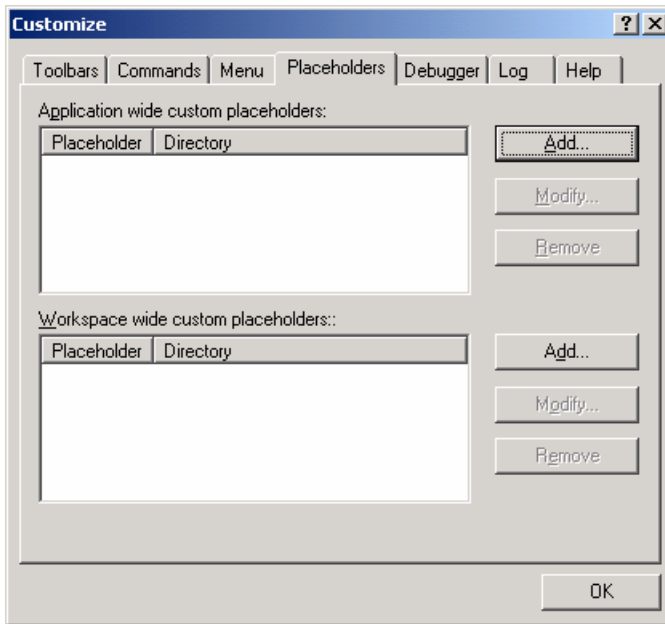 Customize
Toolbars Commands Menu Placeholders Debugger Log Help
Application wide custom placeholders:
Placeholder Directory
Add...
Modify...
Remove
Workspace wide custom placeholders::
Placeholder Directory
Add...
Modify...
Remove
OK